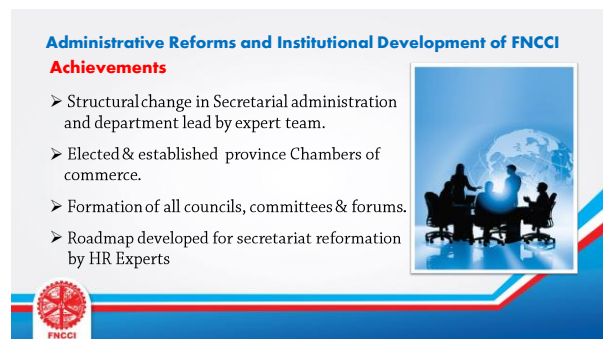 Administrative Reforms and Institutional Development of FNCCI
Achievements
➢ Structural change in Secretarial administration
and department lead by expert team.
➢ Elected & established province Chambers of
commerce.
➢ Formation of all councils, committees & forums.
➢ Roadmap developed for secretariat reformation
by HR Experts
FNCCI